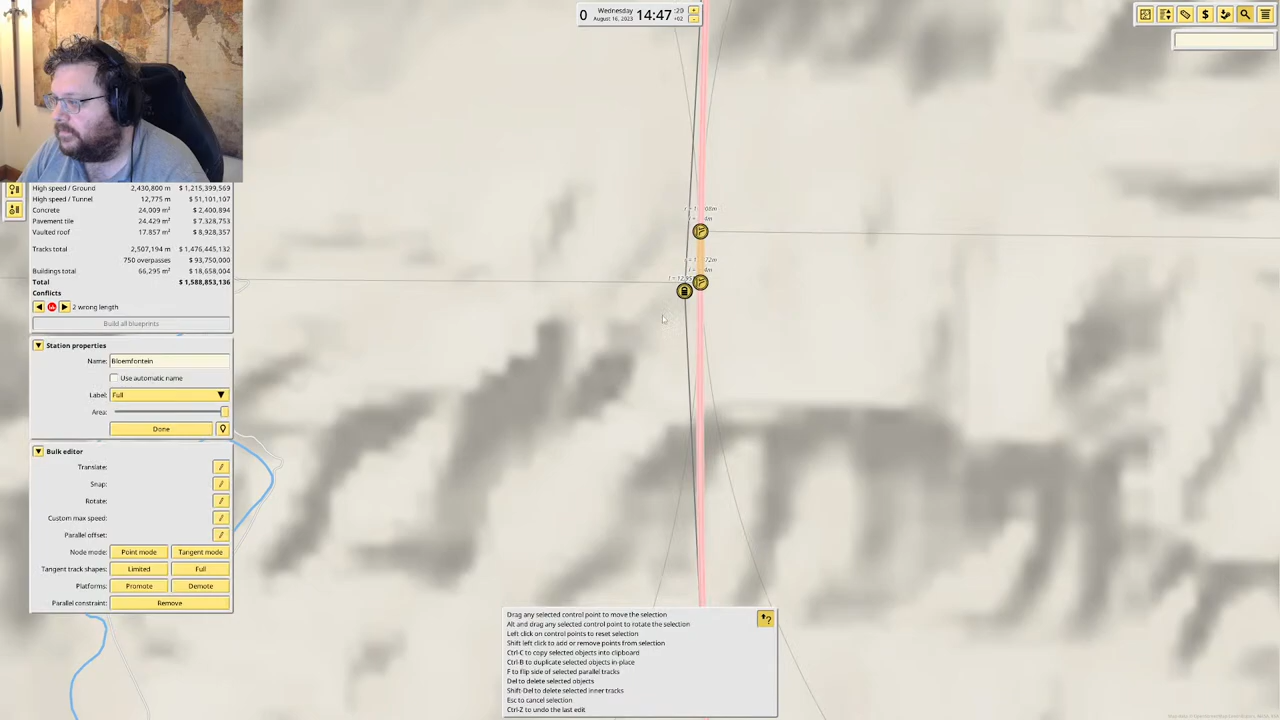 0
Wednesday
August 16, 2023
14:47
:20
+02
High speed / Ground 2,430,800 m $ 1,215,399,569
High speed / Tunnel 12,775 m $ 51,101,107
Concrete 24,009 m² $ 2,400,894
Pavement tile 24.429 m² $ 7,328,753
Vaulted roof 17.857 m² $ 8,928,357
Tracks total 2,507,194 m $ 1,476,445,132
750 overpasses $ 93,750,000
Buildings total 66,295 m² $ 18,658,004
Total $ 1,588,853,136
Conflicts
2 wrong length
Build all blueprints
Station properties
Name: Bloemfontein
Use automatic name
Label: Full
Area:
Done
Bulk editor
Translate:
Snap:
Rotate:
Custom max speed:
Parallel offset:
Node mode: Point mode Tangent mode
Tangent track shapes: Limited Full
Platforms: Promote Demote
Parallel constraint: Remove
Drag any selected control point to move the selection
Alt and drag any selected control point to rotate the selection
Left click on control points to reset selection
Shift left click to add or remove points from selection
Ctrl-C to copy selected objects into clipboard
Ctrl-B to duplicate selected objects in-place
F to flip side of selected parallel tracks
Del to delete selected objects
Shift-Del to delete selected inner tracks
Esc to cancel selection
Ctrl-Z to undo the last edit